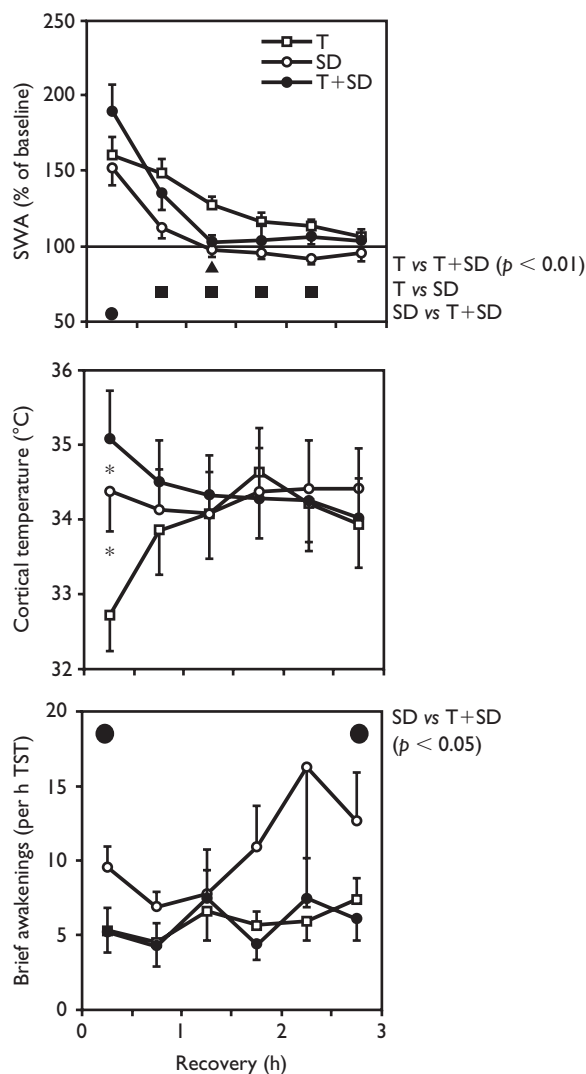 250
200
150
100
50
SWA (% of baseline)
T
SD
T+SD
T vs T+SD (p < 0.01)
T vs SD
SD vs T+SD
36
35
34
33
32
Cortical temperature (°C)
*
*
20
15
10
5
0
Brief awakenings (per h TST)
SD vs T+SD
(p < 0.05)
0 1 2 3
Recovery (h)